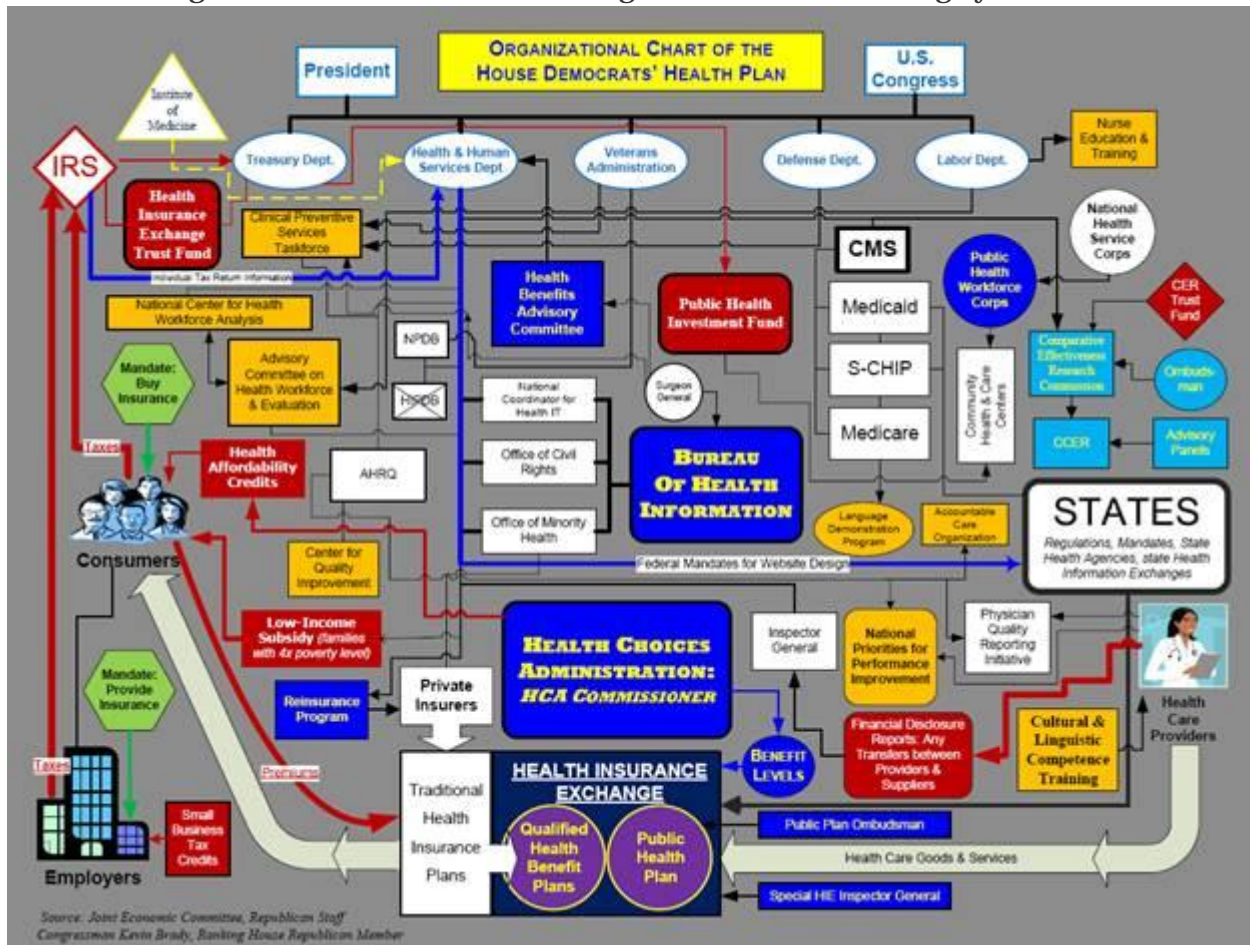 ORGANIZATIONAL CHART OF THE
HOUSE DEMOCRATS' HEALTH PLAN
President
U.S.
Congress
Institute
of
Medicine
IRS
Treasury Dept.
Health & Human
Services Dept
Veterans
Administration
Defense Dept.
Labor Dept.
Nurse
Education &
Training
Health
Insurance
Exchange
Trust Fund
Clinical Preventive
Services
Taskforce
CMS
National
Health
Service
Corps
Individual Tax Return Information
Health
Benefits
Advisory
Committee
Public Health
Investment Fund
Public
Health
Workforce
Corps
CER
Trust
Fund
National Center for Health
Workforce Analysis
Medicaid
S-CHIP
Medicare
NPDB
Mandate:
Buy
Insurance
Advisory
Committee on
Health Workforce
& Evaluation
National
Coordinator
for Health IT
Surgeon
General
Community
Health & Care
Centers
Comparative
Effectiveness
Research
Commission
Ombuds-
man
Taxes
Health
Affordability
Credits
AHRQ
Office of Civil
Rights
BUREAU
OF HEALTH
INFORMATION
CCER
Advisory
Panels
Consumers
Center for
Quality
Improvement
Office of Minority
Health
Language
Demonstration
Program
Accountable
Care
Organization
STATES
Regulations, Mandates, State
Health Agencies, state Health
Information Exchanges
Federal Mandates for Website Design
Low-Income
Subsidy (families
with 4x poverty level)
HEALTH CHOICES
ADMINISTRATION:
HCA COMMISSIONER
Inspector
General
National
Priorities for
Performance
Improvement
Physician
Quality
Reporting
Initiative
Health
Care
Providers
Mandate:
Provide
Insurance
Reinsurance
Program
Private
Insurers
Financial Disclosure
Reports: Any
Transfers between
Providers &
Suppliers
Cultural &
Linguistic
Competence
Training
Taxes
Premiums
BENEFIT
LEVELS
Traditional
Health
Insurance
Plans
HEALTH INSURANCE
EXCHANGE
Qualified
Health
Benefit
Plans
Public
Health
Plan
Small
Business
Tax
Credits
Employers
Public Plan Ombudsman
Health Care Goods & Services
Special HIE Inspector General
Source: Joint Economic Committee, Republican Staff
Congressman Kevin Brady, Ranking House Republican Member